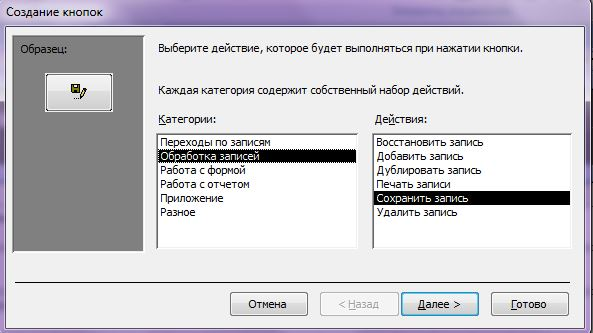 Создание кнопок
Образец:
Выберите действие, которое будет выполняться при нажатии кнопки.
Каждая категория содержит собственный набор действий.
Категории:
Переходы по записям
Обработка записей
Работа с формой
Работа с отчетом
Приложение
Разное
Действия:
Восстановить запись
Добавить запись
Дублировать запись
Печать записи
Сохранить запись
Удалить запись
Отмена
< Назад
Далее >
Готово